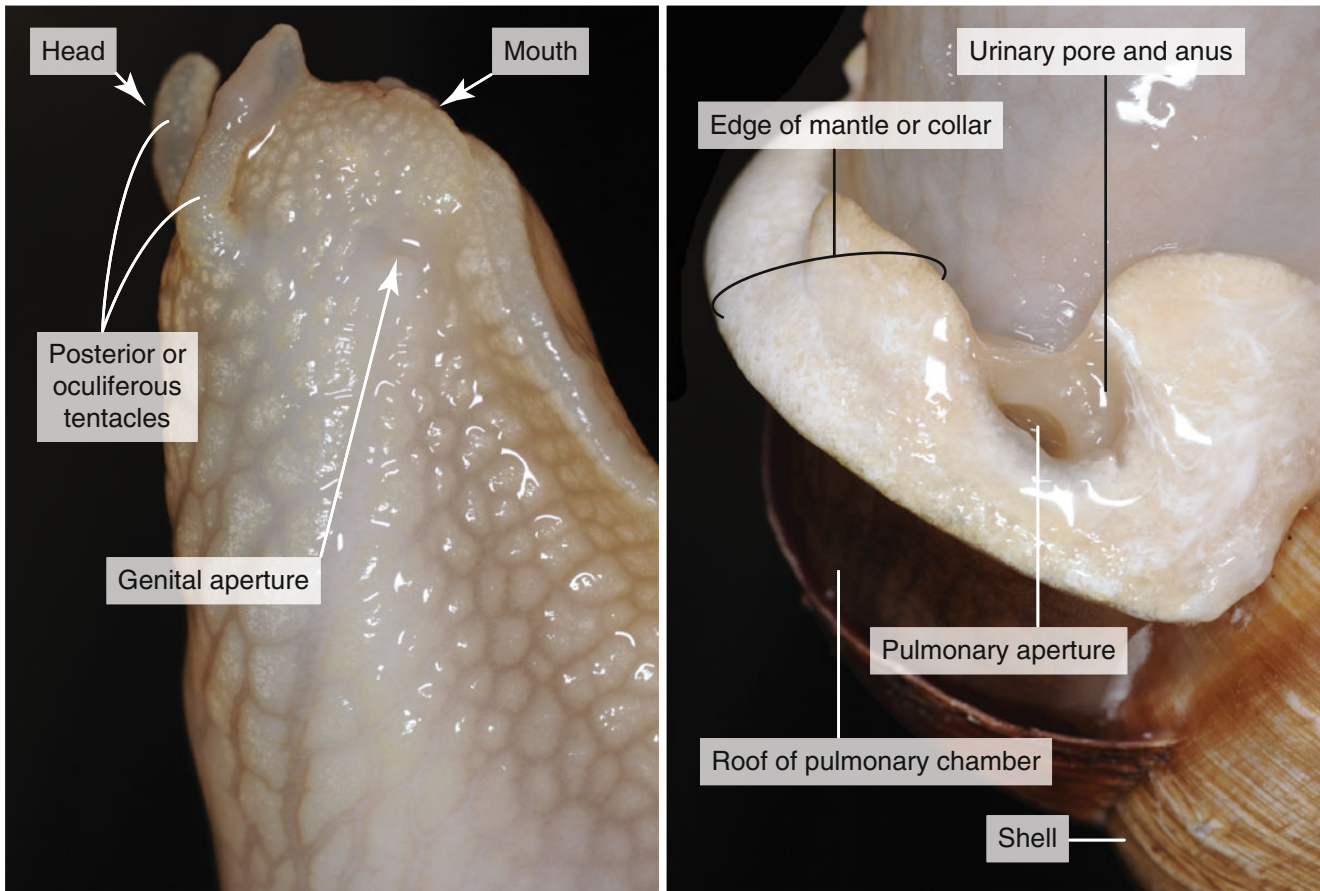 Head
Mouth
Posterior or
oculiferous
tentacles
Genital aperture
Urinary pore and anus
Edge of mantle or collar
Pulmonary aperture
Roof of pulmonary chamber
Shell